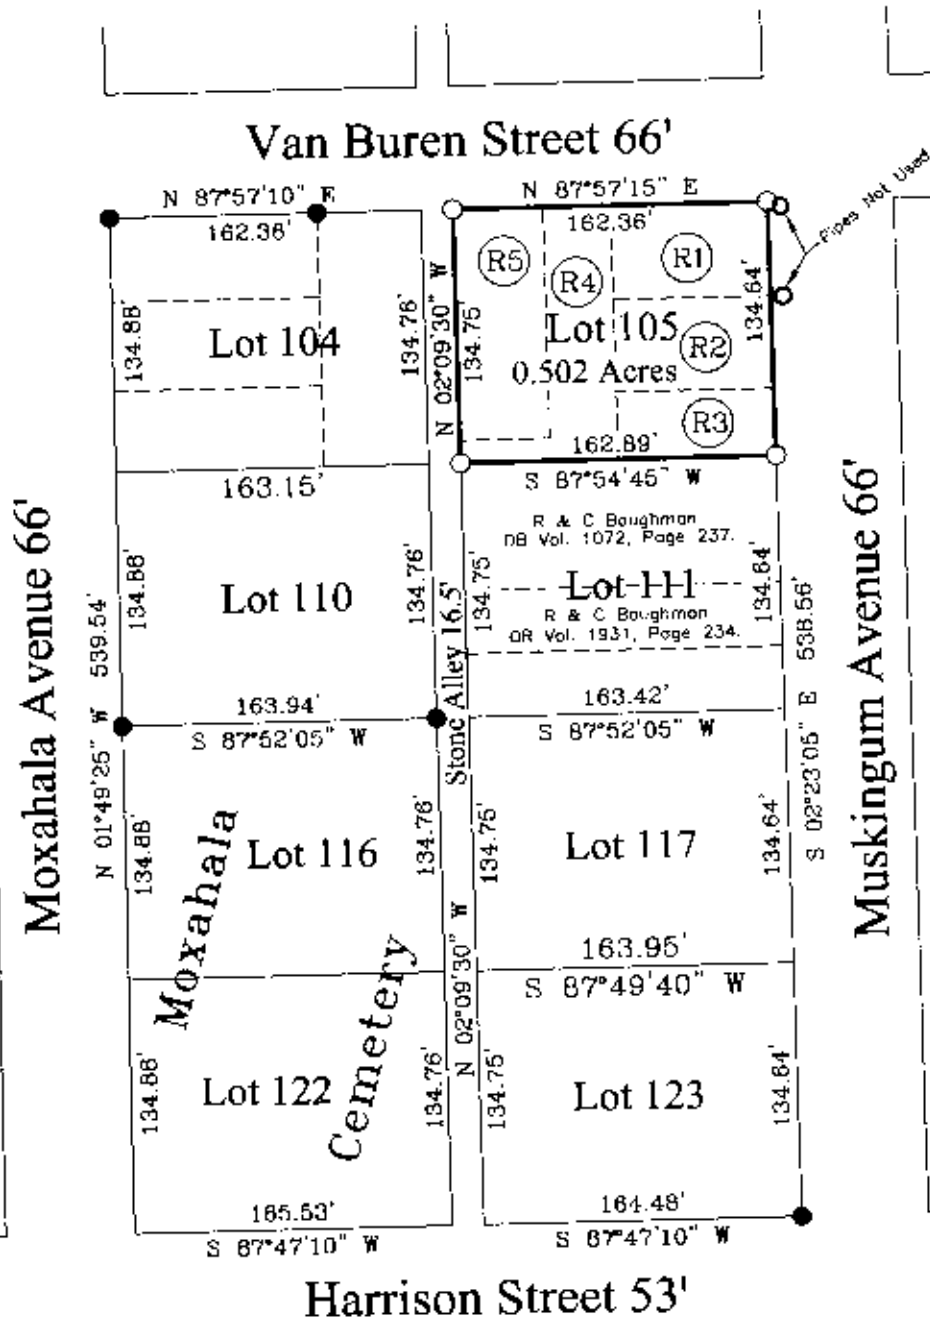 Van Buren Street 66'
N 87°57'10" E
162.38'
N 87°57'15" E
162.36'
Pipes Not Used
R5
R4
R1
R2
R3
Lot 104
134.88'
134.76'
N 02°09'30" W
134.75'
Lot 105
0.502 Acres
134.64'
162.89'
S 87°54'45" W
163.15'
R & C Baughman
DB Vol. 1072, Page 237.
Lot 111
R & C Baughman
OR Vol. 1931, Page 234.
Lot 110
134.88'
134.76'
134.75'
134.64'
Moxahala Avenue 66'
N 01°49'25" W 539.54'
Stone Alley 16.5'
S 02°23'05" E 538.56'
Muskingum Avenue 66'
163.94'
S 87°52'05" W
163.42'
S 87°52'05" W
Lot 116
134.88'
134.76'
134.75'
Lot 117
134.64'
Moxahala
Cemetery
N 02°09'30" W
163.95'
S 87°49'40" W
Lot 122
134.88'
134.76'
134.75'
Lot 123
134.64'
165.53'
S 87°47'10" W
164.48'
S 87°47'10" W
Harrison Street 53'